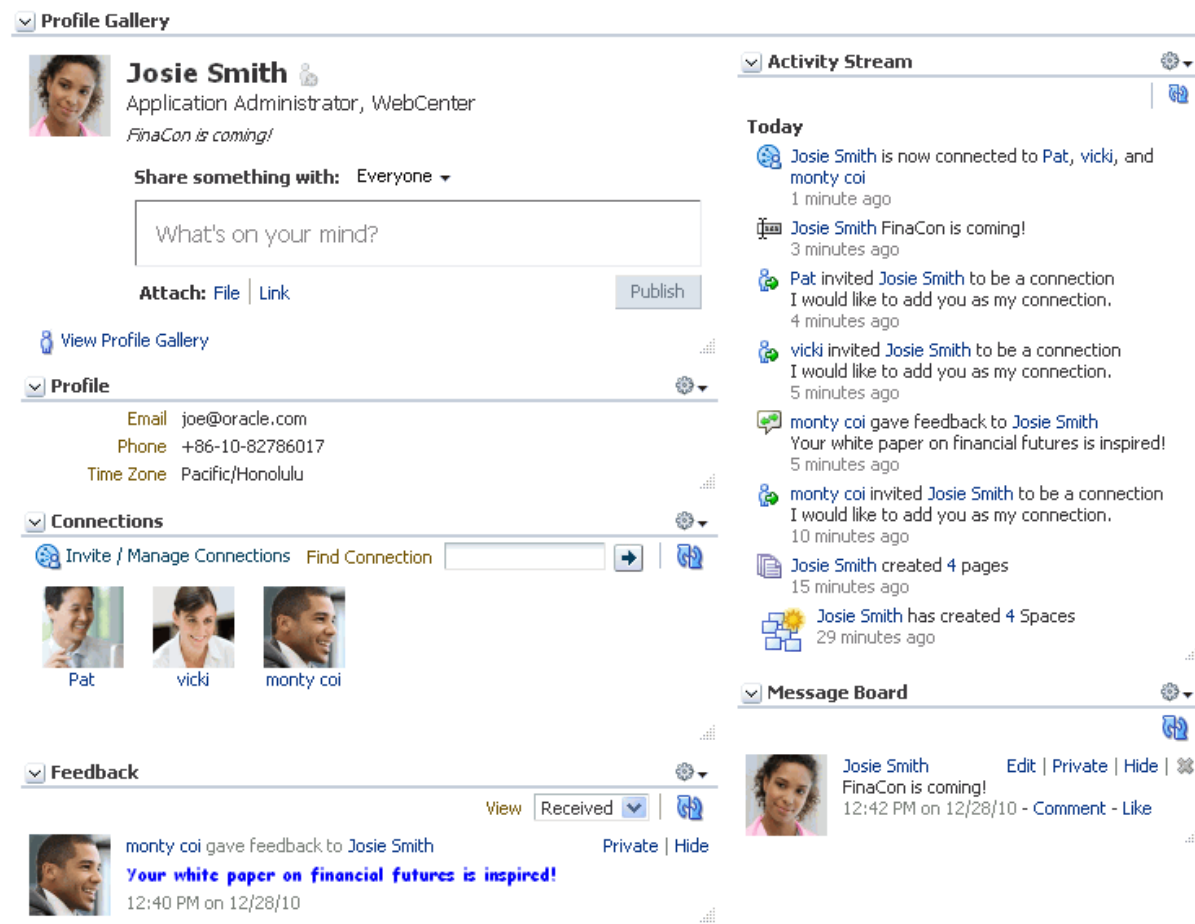 Profile Gallery
Josie Smith
Application Administrator, WebCenter
FinaCon is coming!
Share something with: Everyone
What's on your mind?
Attach: File | Link
Publish
View Profile Gallery
Profile
Email joe@oracle.com
Phone +86-10-82786017
Time Zone Pacific/Honolulu
Connections
Invite / Manage Connections Find Connection
Pat vicki monty coi
Feedback
View Received
monty coi gave feedback to Josie Smith Private | Hide
Your white paper on financial futures is inspired!
12:40 PM on 12/28/10
Activity Stream
Today
Josie Smith is now connected to Pat, vicki, and
monty coi
1 minute ago
Josie Smith FinaCon is coming!
3 minutes ago
Pat invited Josie Smith to be a connection
I would like to add you as my connection.
4 minutes ago
vicki invited Josie Smith to be a connection
I would like to add you as my connection.
5 minutes ago
monty coi gave feedback to Josie Smith
Your white paper on financial futures is inspired!
5 minutes ago
monty coi invited Josie Smith to be a connection
I would like to add you as my connection.
10 minutes ago
Josie Smith created 4 pages
15 minutes ago
Josie Smith has created 4 Spaces
29 minutes ago
Message Board
Josie Smith Edit | Private | Hide |
FinaCon is coming!
12:42 PM on 12/28/10 - Comment - Like